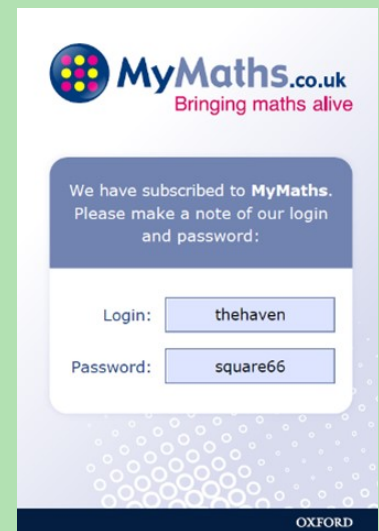 MyMaths.co.uk
Bringing maths alive
We have subscribed to MyMaths.
Please make a note of our login
and password:
Login: thehaven
Password: square66
OXFORD